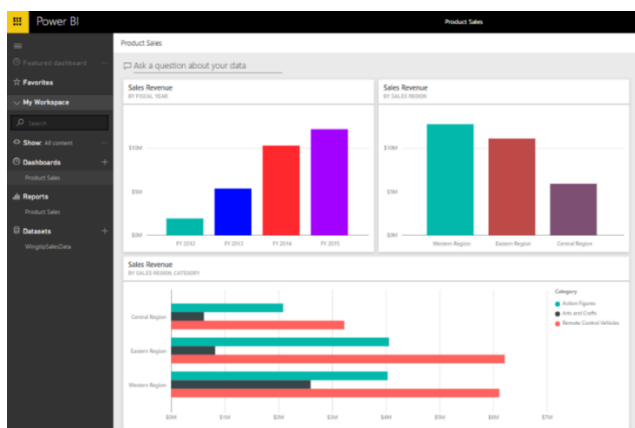 Power BI
Product Sales
Featured dashboard
Favorites
My Workspace
Search
Show: All content
Dashboards
Product Sales
Reports
Product Sales
Datasets
WingtipSalesData
Product Sales
Ask a question about your data
Sales Revenue
BY FISCAL YEAR
$10M
$5M
$0M
FY 2012 FY 2013 FY 2014 FY 2015
Sales Revenue
BY SALES REGION
$10M
$5M
$0M
Western Region Eastern Region Central Region
Sales Revenue
BY SALES REGION, CATEGORY
Central Region
Eastern Region
Western Region
$0M $1M $2M $3M $4M $5M $6M $7M
Category
Action Figures
Arts and Crafts
Remote Control Vehicles